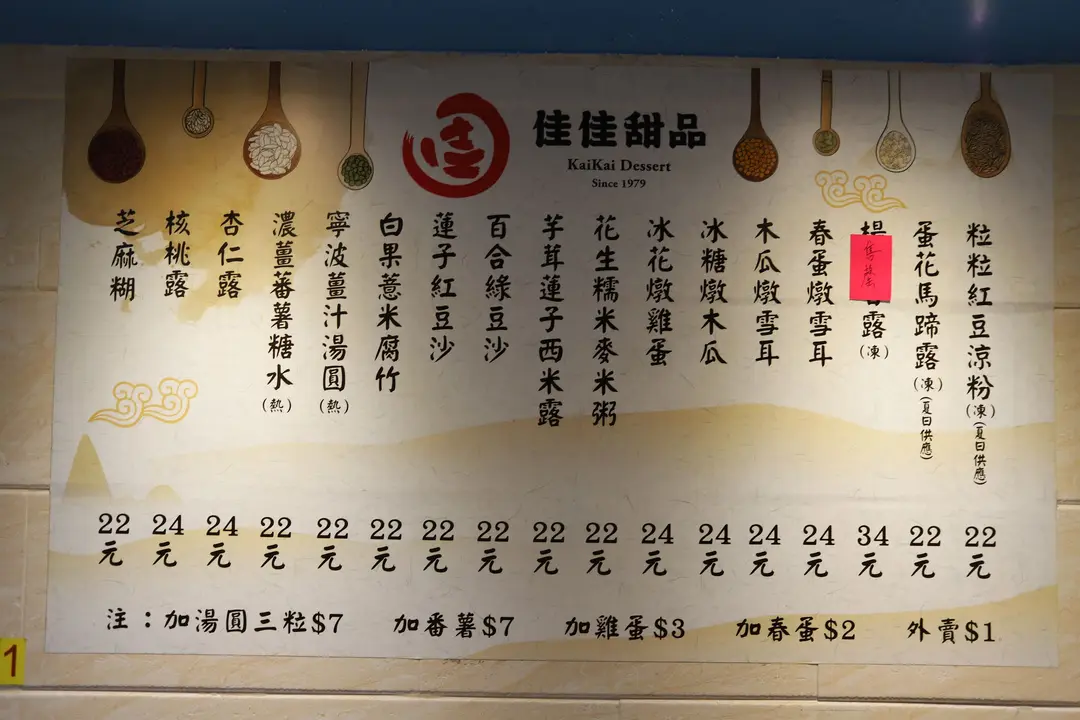 佳佳甜品
KaiKai Dessert
Since 1979
粒粒紅豆涼粉(凍)(夏日供應)
22元
蛋花馬蹄露(凍)(夏日供應)
22元
售罄
露(凍)
34元
春蛋燉雪耳
24元
木瓜燉雪耳
24元
冰糖燉木瓜
24元
冰花燉雞蛋
24元
花生糯米麥米粥
22元
芋茸蓮子西米露
22元
百合綠豆沙
22元
蓮子紅豆沙
22元
白果薏米腐竹
22元
寧波薑汁湯圓(熱)
22元
濃薑蕃薯糖水(熱)
22元
杏仁露
24元
核桃露
24元
芝麻糊
22元
注：加湯圓三粒$7 加番薯$7 加雞蛋$3 加春蛋$2 外賣$1
1